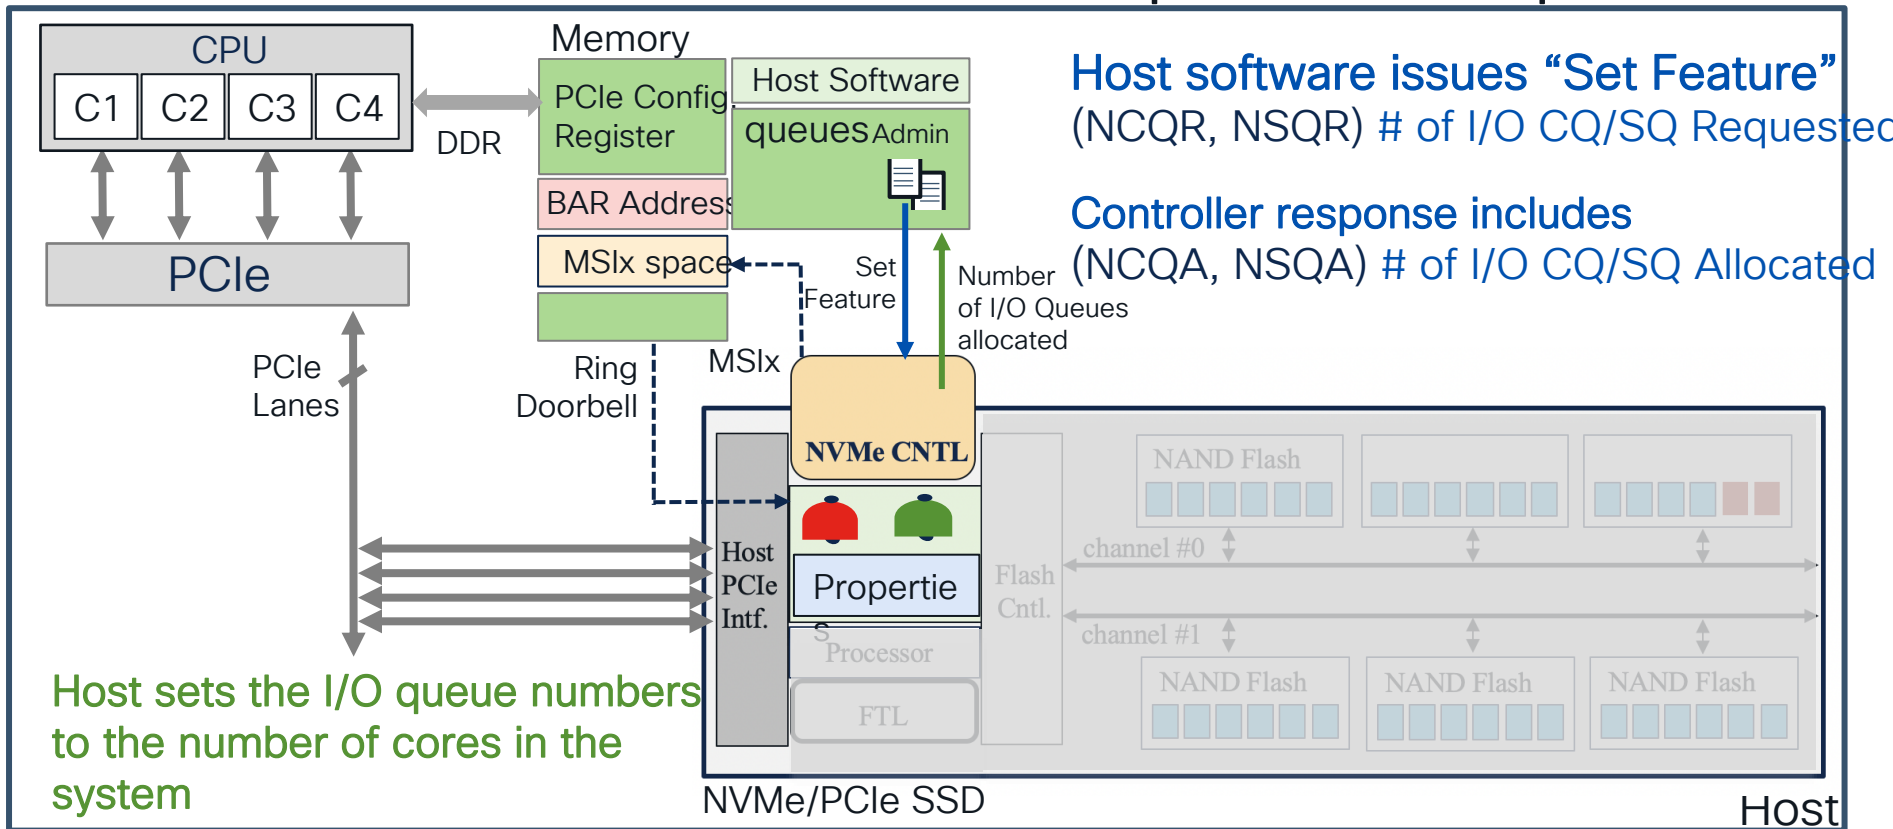 CPU
C1 C2 C3 C4
DDR
Memory
PCIe Config
Register
BAR Address
MSIx space
Host Software
queues Admin
Host software issues “Set Feature”
(NCQR, NSQR) # of I/O CQ/SQ Requested
Controller response includes
(NCQA, NSQA) # of I/O CQ/SQ Allocated
PCIe
Set
Feature
Number
of I/O Queues
allocated
PCIe
Lanes
Ring
Doorbell
MSIx
NVMe CNTL
Host
PCIe
Intf.
Propertie
s
Processor
FTL
Flash
Cntl.
NAND Flash
channel #0
channel #1
NAND Flash
NAND Flash
NAND Flash
Host sets the I/O queue numbers
to the number of cores in the
system
NVMe/PCIe SSD
Host